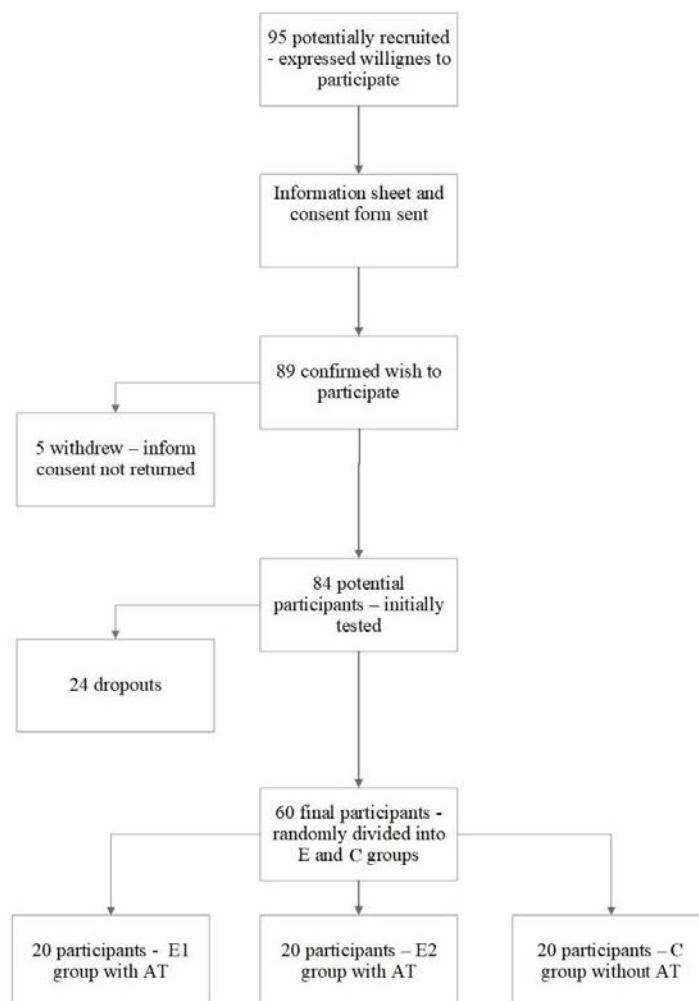 95 potentially recruited
- expressed willignes to
participate
Information sheet and
consent form sent
89 confirmed wish to
participate
5 withdrew – inform
consent not returned
84 potential
participants – initially
tested
24 dropouts
60 final participants -
randomly divided into
E and C groups
20 participants - E1
group with AT
20 participants – E2
group with AT
20 participants – C
group without AT